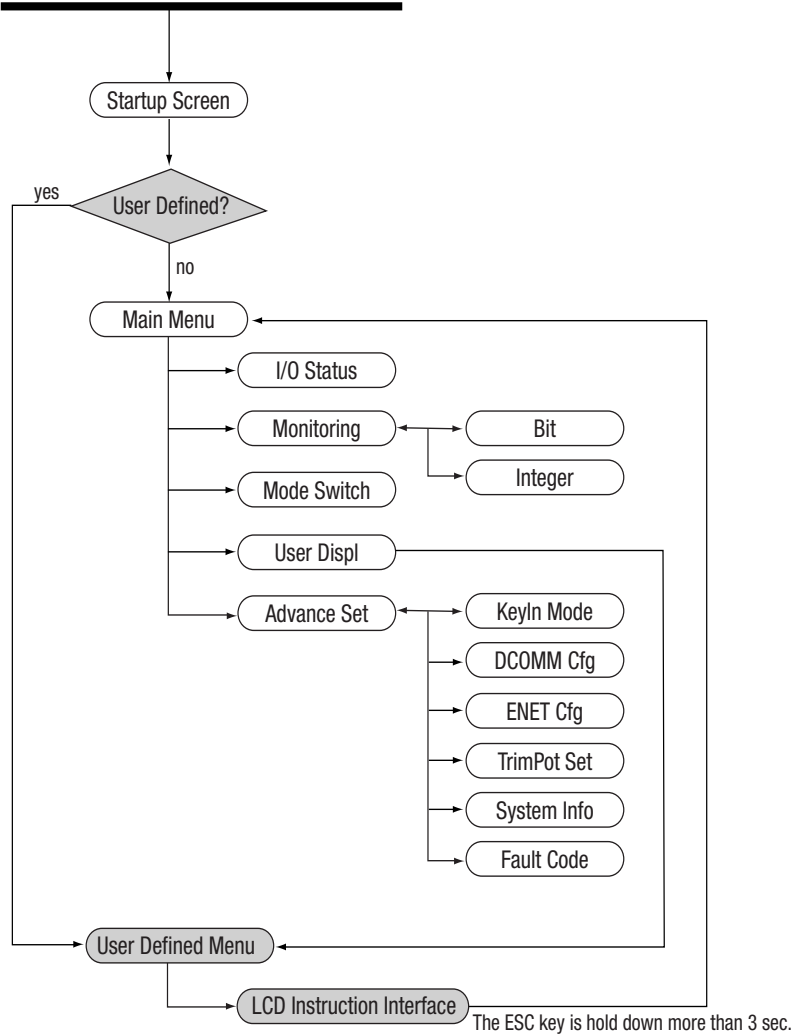 Startup Screen
yes
User Defined?
no
Main Menu
I/O Status
Monitoring
Bit
Integer
Mode Switch
User Displ
Advance Set
KeyIn Mode
DCOMM Cfg
ENET Cfg
TrimPot Set
System Info
Fault Code
User Defined Menu
LCD Instruction Interface
The ESC key is hold down more than 3 sec.